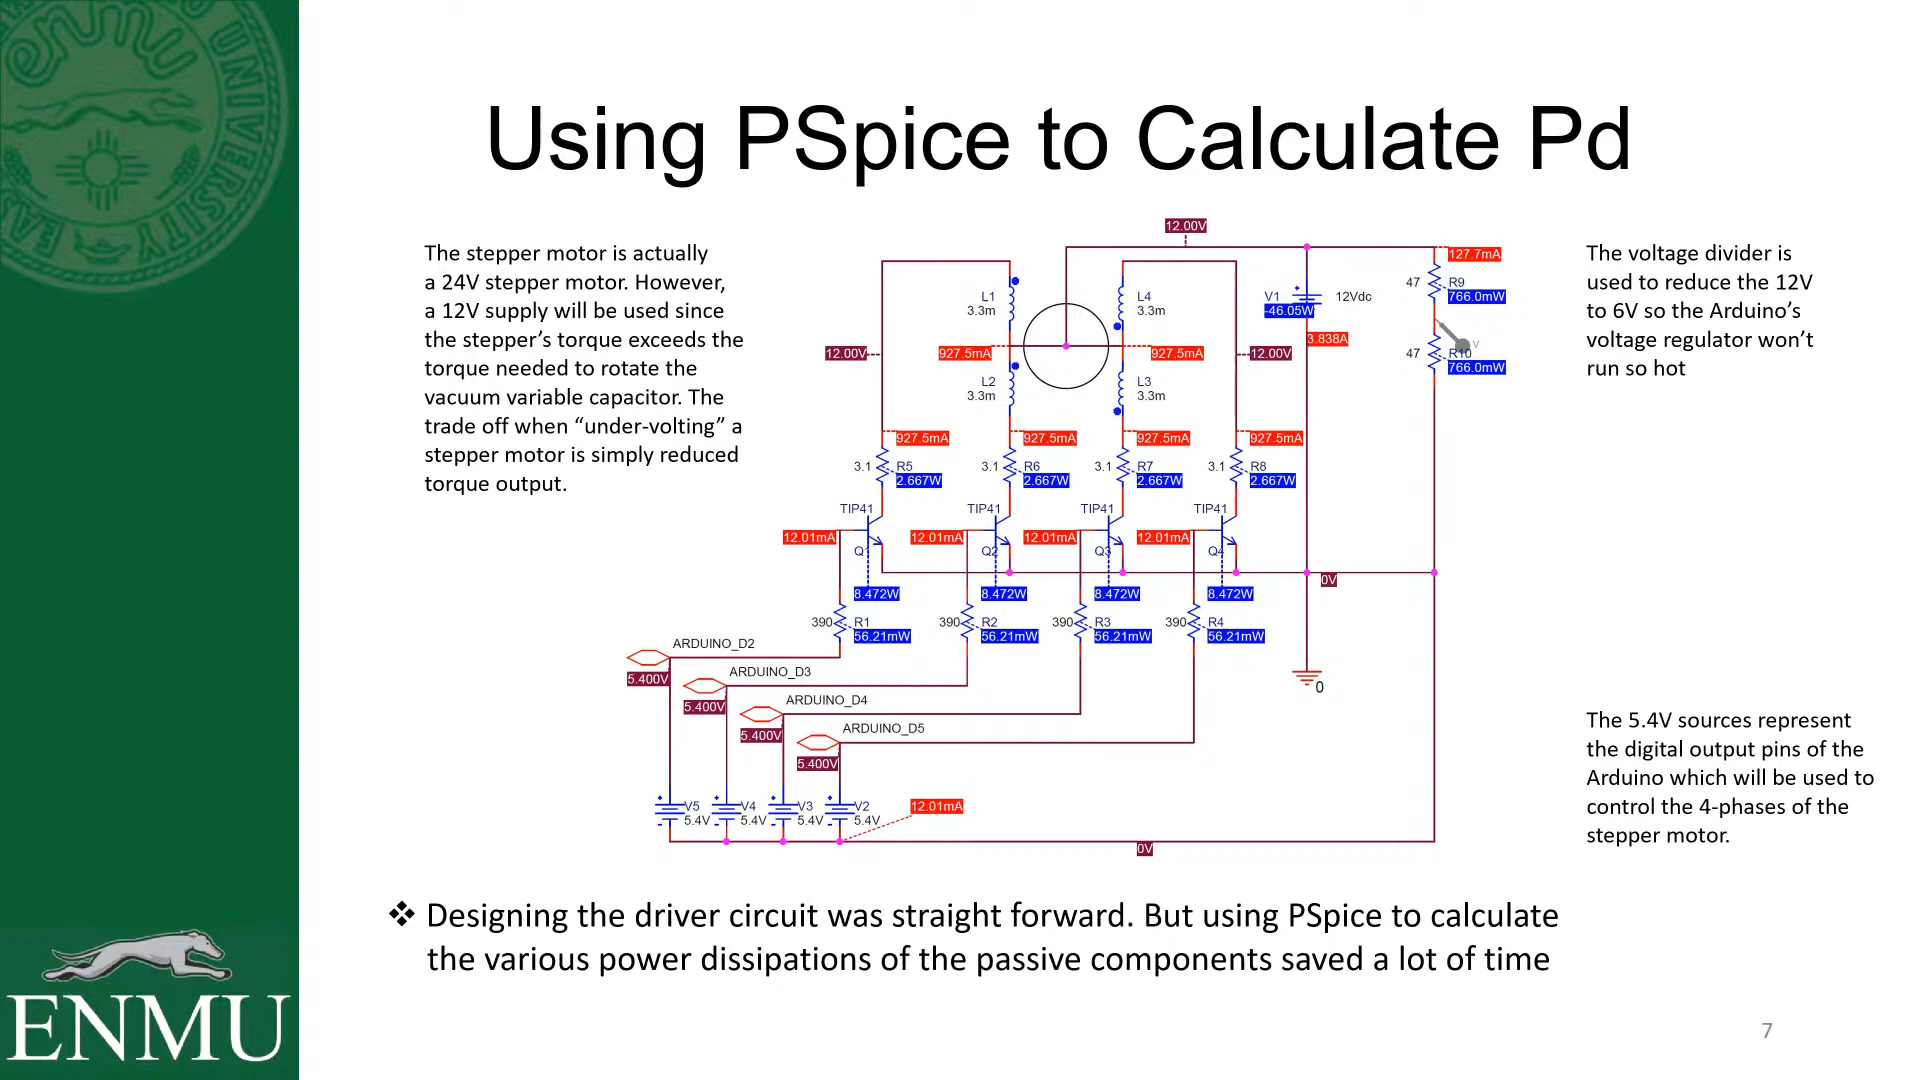 Using PSpice to Calculate Pd
The stepper motor is actually
a 24V stepper motor. However,
a 12V supply will be used since
the stepper’s torque exceeds the
torque needed to rotate the
vacuum variable capacitor. The
trade off when “under-volting” a
stepper motor is simply reduced
torque output.
12.00V
127.7mA
47 R9
766.0mW
L1
3.3m
L4
3.3m
V1 12Vdc
-46.05W
3.838A
12.00V
927.5mA
927.5mA
12.00V
47 R10
766.0mW
V
L2
3.3m
L3
3.3m
927.5mA 927.5mA 927.5mA 927.5mA
3.1 R5 3.1 R6 3.1 R7 3.1 R8
2.667W 2.667W 2.667W 2.667W
TIP41 TIP41 TIP41 TIP41
12.01mA 12.01mA 12.01mA 12.01mA
Q1 Q2 Q3 Q4
0V
8.472W 8.472W 8.472W 8.472W
390 R1 390 R2 390 R3 390 R4
56.21mW 56.21mW 56.21mW 56.21mW
ARDUINO_D2
5.400V
ARDUINO_D3
5.400V
ARDUINO_D4
5.400V
ARDUINO_D5
5.400V
0
V5 V4 V3 V2
5.4V 5.4V 5.4V 5.4V
12.01mA
0V
The voltage divider is
used to reduce the 12V
to 6V so the Arduino’s
voltage regulator won’t
run so hot
The 5.4V sources represent
the digital output pins of the
Arduino which will be used to
control the 4-phases of the
stepper motor.
❖ Designing the driver circuit was straight forward. But using PSpice to calculate
the various power dissipations of the passive components saved a lot of time
UNIVERSITY
EAS
ENMU
7